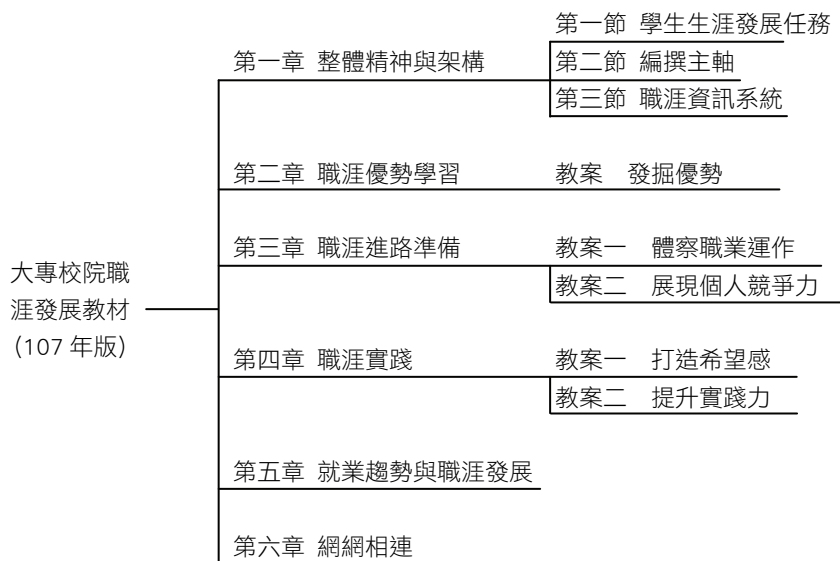 第一節 學生生涯發展任務
第一章 整體精神與架構
第二節 編撰主軸
第三節 職涯資訊系統
第二章 職涯優勢學習
教案 發掘優勢
第三章 職涯進路準備
教案一 體察職業運作
教案二 展現個人競爭力
大專校院職
涯發展教材
(107 年版)
第四章 職涯實踐
教案一 打造希望感
教案二 提升實踐力
第五章 就業趨勢與職涯發展
第六章 網網相連